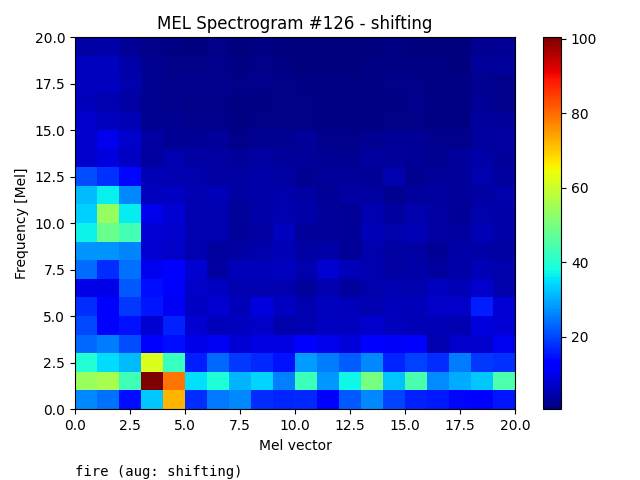 MEL Spectrogram #126 - shifting
20.0
17.5
15.0
12.5
10.0
7.5
5.0
2.5
0.0
Frequency [Mel]
0.0 2.5 5.0 7.5 10.0 12.5 15.0 17.5 20.0
Mel vector
100
80
60
40
20
fire (aug: shifting)